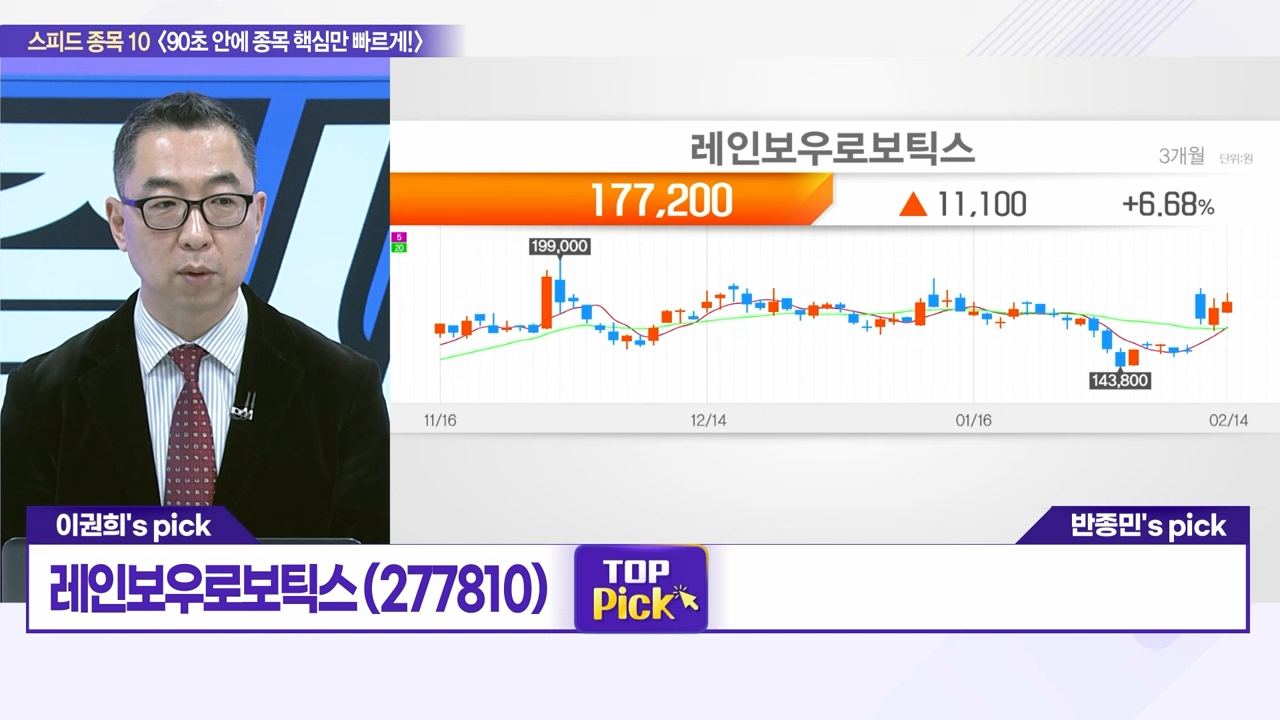 스피드 종목 10 〈90초 안에 종목 핵심만 빠르게!〉
레인보우로보틱스
3개월 단위:원
177,200 ▲ 11,100 +6.68%
5
20
199,000
143,800
11/16 12/14 01/16 02/14
이권희's pick
반종민's pick
레인보우로보틱스 (277810)
TOP
Pick